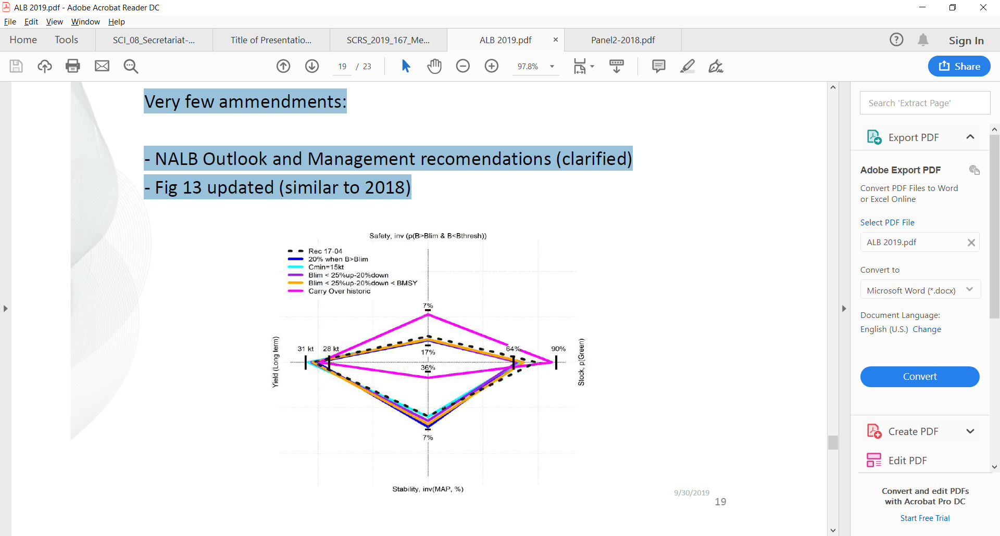 ALB 2019.pdf - Adobe Acrobat Reader DC
File Edit View Window Help
Home Tools SCI_08_Secretariat-... Title of Presentatio... SCRS_2019_167_Me... ALB 2019.pdf × Panel2-2018.pdf Sign In
19 / 23 97.8% Share
Very few ammendments:
- NALB Outlook and Management recomendations (clarified)
- Fig 13 updated (similar to 2018)
Safety, inv (p(B>Blim & B<Bthresh))
Rec 17-04
20% when B>Blim
Cmin=15kt
Blim < 25%up-20%down
Blim < 25%up-20%down < BMSY
Carry Over historic
7%
31 kt 28 kt 64% 90%
17%
36%
7%
Yield (Long term)
Stock, p(Green)
Stability, inv(MAP, %)
9/30/2019
19
Search 'Extract Page'
Export PDF
Adobe Export PDF
Convert PDF Files to Word
or Excel Online
Select PDF File
ALB 2019.pdf
Convert to
Microsoft Word (*.docx)
Document Language:
English (U.S.) Change
Convert
Create PDF
Edit PDF
Convert and edit PDFs
with Acrobat Pro DC
Start Free Trial